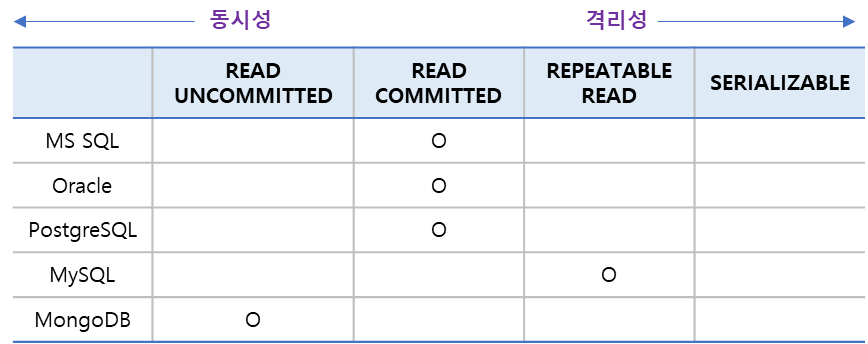 동시성 격리성
READ UNCOMMITTED READ COMMITTED REPEATABLE READ SERIALIZABLE
MS SQL O
Oracle O
PostgreSQL O
MySQL O
MongoDB O